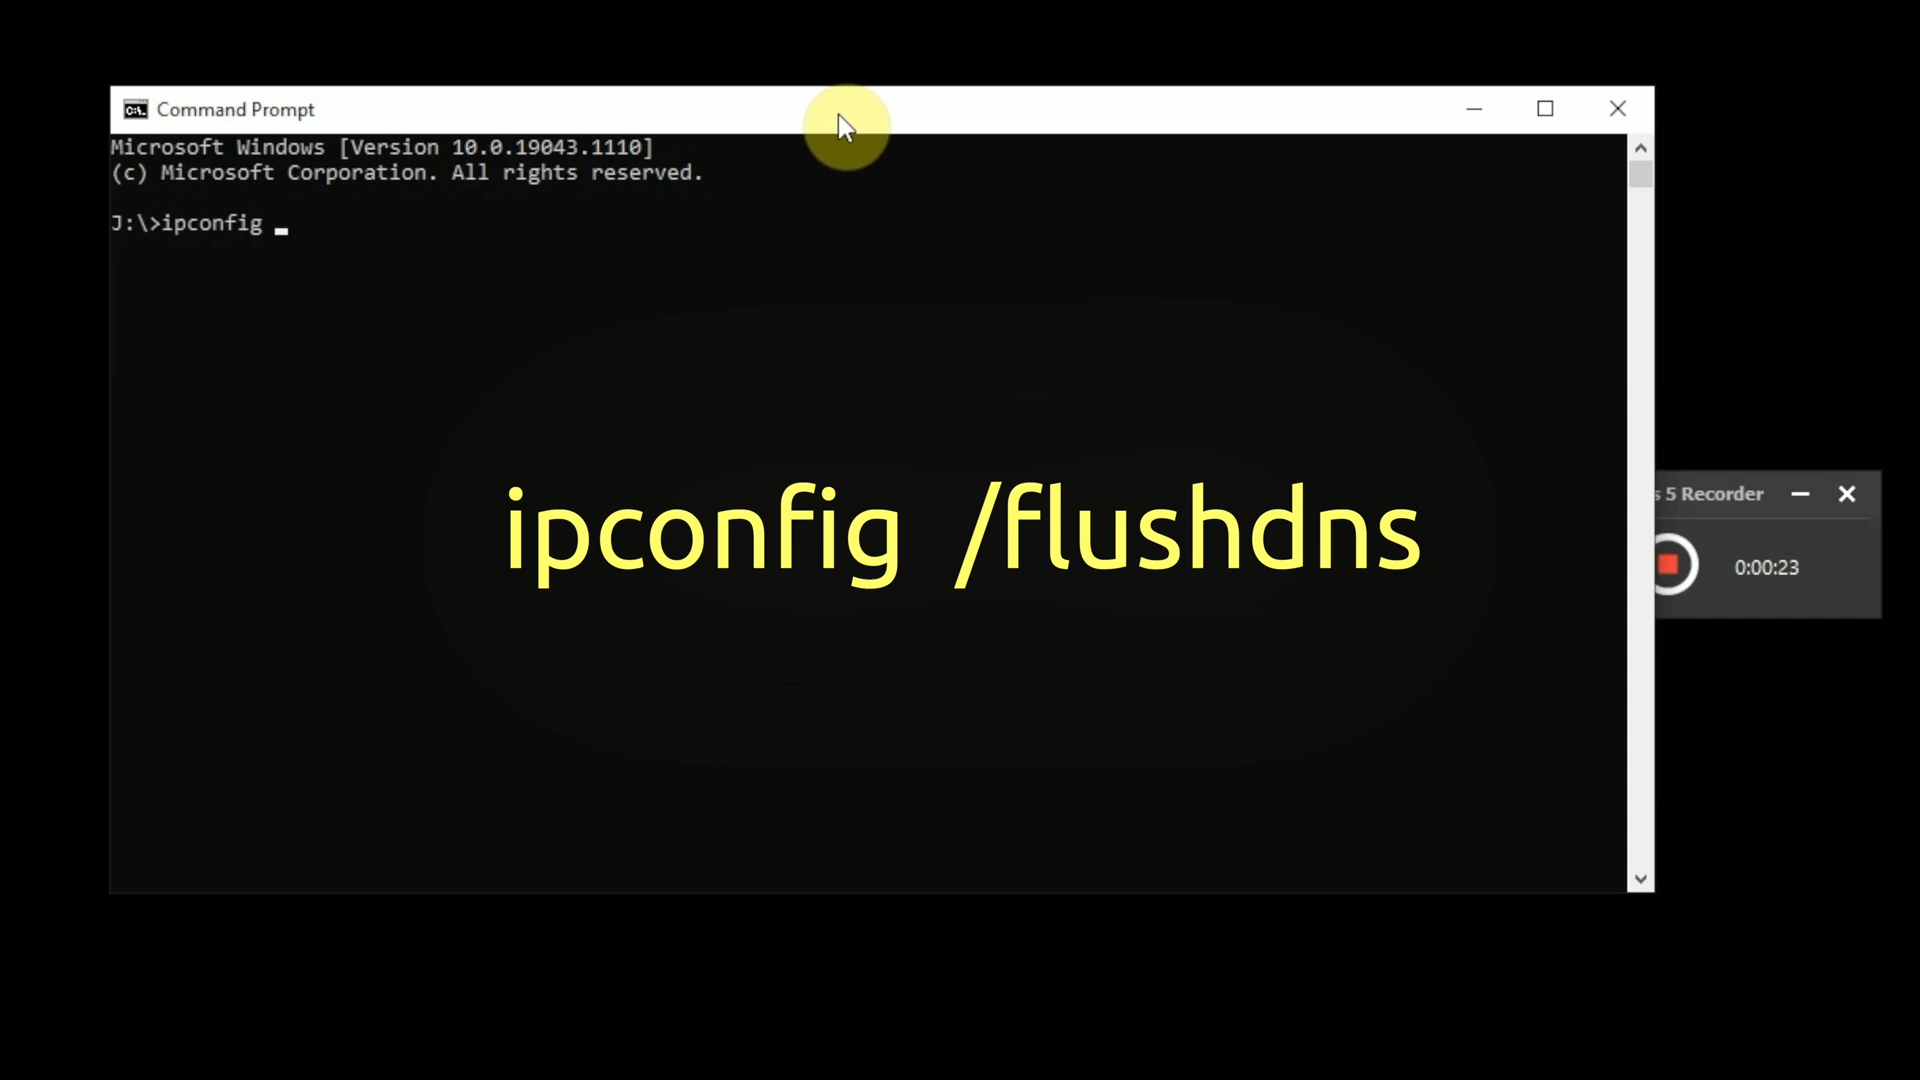 Command Prompt
Microsoft Windows [Version 10.0.19043.1110]
(c) Microsoft Corporation. All rights reserved.
J:\>ipconfig _
ipconfig /flushdns
s 5 Recorder
0:00:23